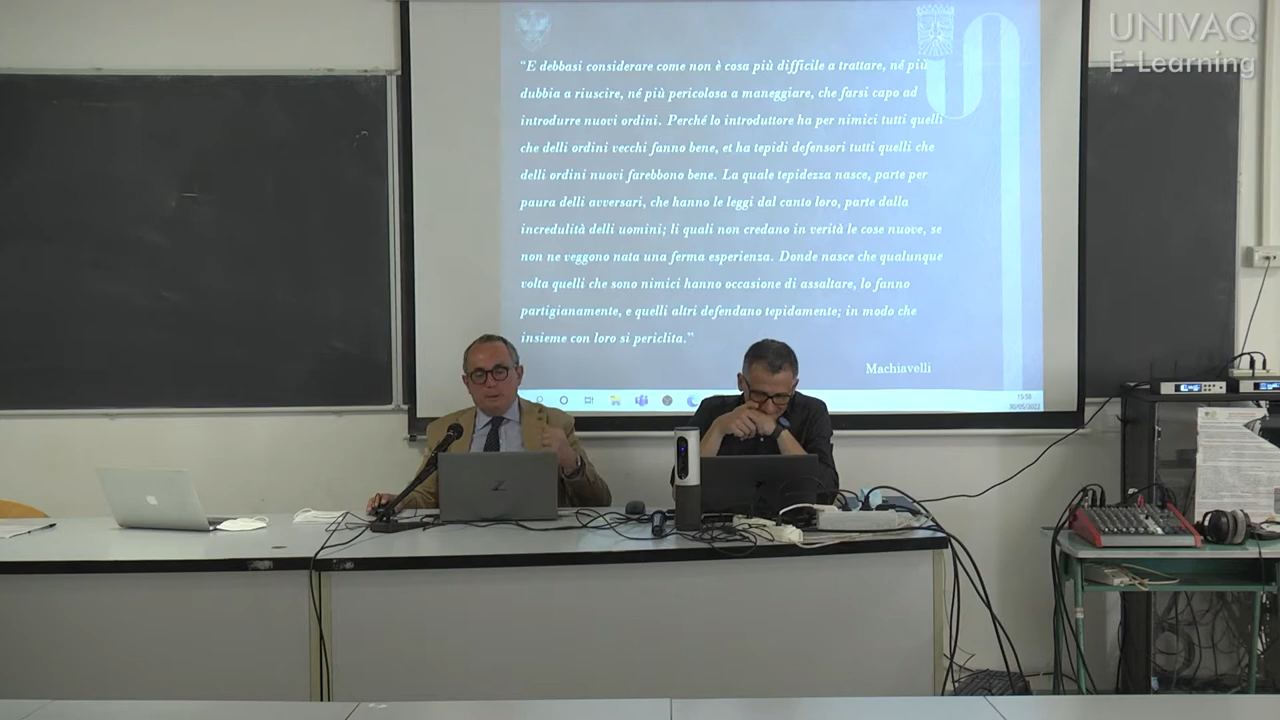 UNIVAQ
E-Learning
“E debbasi considerare come non è cosa più difficile a trattare, né più
dubbia a riuscire, né più pericolosa a maneggiare, che farsi capo ad
introdurre nuovi ordini. Perché lo introduttore ha per nimici tutti quelli
che delli ordini vecchi fanno bene, et ha tepidi defensori tutti quelli che
delli ordini nuovi farebbono bene. La quale tepidezza nasce, parte per
paura delli avversari, che hanno le leggi dal canto loro, parte dalla
incredulità delli uomini; li quali non credano in verità le cose nuove, se
non ne veggono nata una ferma esperienza. Donde nasce che qualunque
volta quelli che sono nimici hanno occasione di assaltare, lo fanno
partigianamente, e quelli altri defendano tepidamente; in modo che
insieme con loro si periclita.”
Machiavelli
15:58
30/05/2022